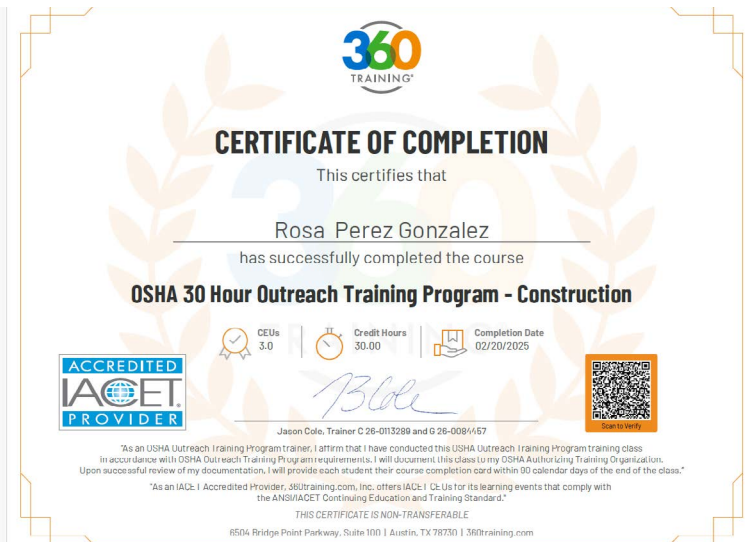 360
TRAINING®
CERTIFICATE OF COMPLETION
This certifies that
Rosa Perez Gonzalez
has successfully completed the course
OSHA 30 Hour Outreach Training Program - Construction
CEUs
3.0
Credit Hours
30.00
Completion Date
02/20/2025
ACCREDITED
IACET
PROVIDER
Scan to Verify
Jason Cole, Trainer C 26-0113289 and G 26-0084457
"As an OSHA Outreach Training Program trainer, I affirm that I have conducted this OSHA Outreach Training Program training class
in accordance with OSHA Outreach Training Program requirements. I will document this class to my OSHA Authorizing Training Organization.
Upon successful review of my documentation, I will provide each student their course completion card within 90 calendar days of the end of the class."
"As an IACET Accredited Provider, 360training.com, Inc. offers IACET CEUs for its learning events that comply with
the ANSI/IACET Continuing Education and Training Standard."
THIS CERTIFICATE IS NON-TRANSFERABLE
6504 Bridge Point Parkway, Suite 100 | Austin, TX 78730 | 360training.com